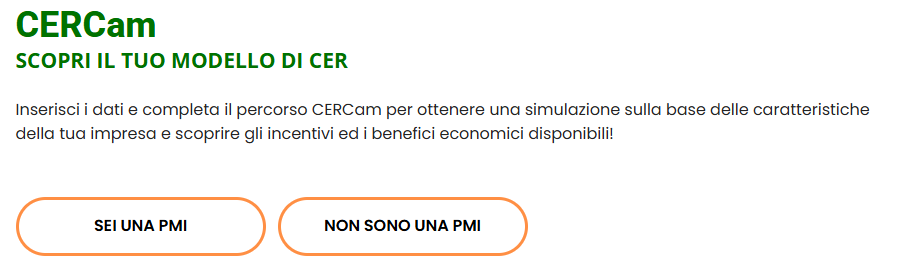 CERCam
SCOPRI IL TUO MODELLO DI CER
Inserisci i dati e completa il percorso CERCam per ottenere una simulazione sulla base delle caratteristiche
della tua impresa e scoprire gli incentivi ed i benefici economici disponibili!
SEI UNA PMI
NON SONO UNA PMI